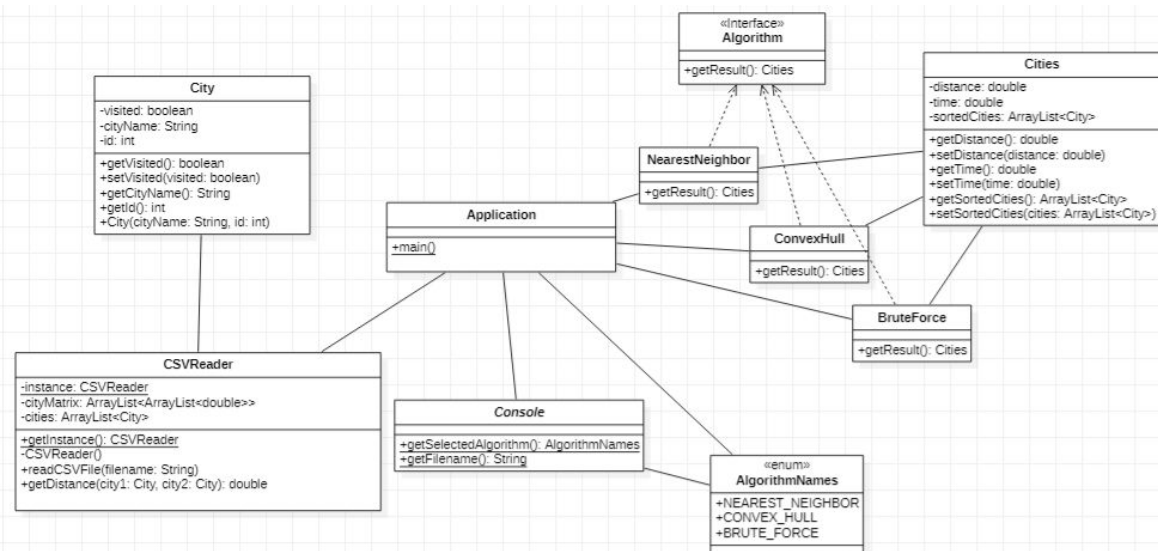 «Interface»
Algorithm
+getResult(): Cities
Cities
-distance: double
-time: double
-sortedCities: ArrayList<City>
+getDistance(): double
+setDistance(distance: double)
+getTime(): double
+setTime(time: double)
+getSortedCities(): ArrayList<City>
+setSortedCities(cities: ArrayList<City>)
City
-visited: boolean
-cityName: String
-id: int
+getVisited(): boolean
+setVisited(visited: boolean)
+getCityName(): String
+getId(): int
+City(cityName: String, id: int)
NearestNeighbor
+getResult(): Cities
Application
+main()
ConvexHull
+getResult(): Cities
BruteForce
+getResult(): Cities
CSVReader
-instance: CSVReader
-cityMatrix: ArrayList<ArrayList<double>>
-cities: ArrayList<City>
+getInstance(): CSVReader
-CSVReader()
+readCSVFile(filename: String)
+getDistance(city1: City, city2: City): double
Console
+getSelectedAlgorithm(): AlgorithmNames
+getFilename(): String
«enum»
AlgorithmNames
+NEAREST_NEIGHBOR
+CONVEX_HULL
+BRUTE_FORCE